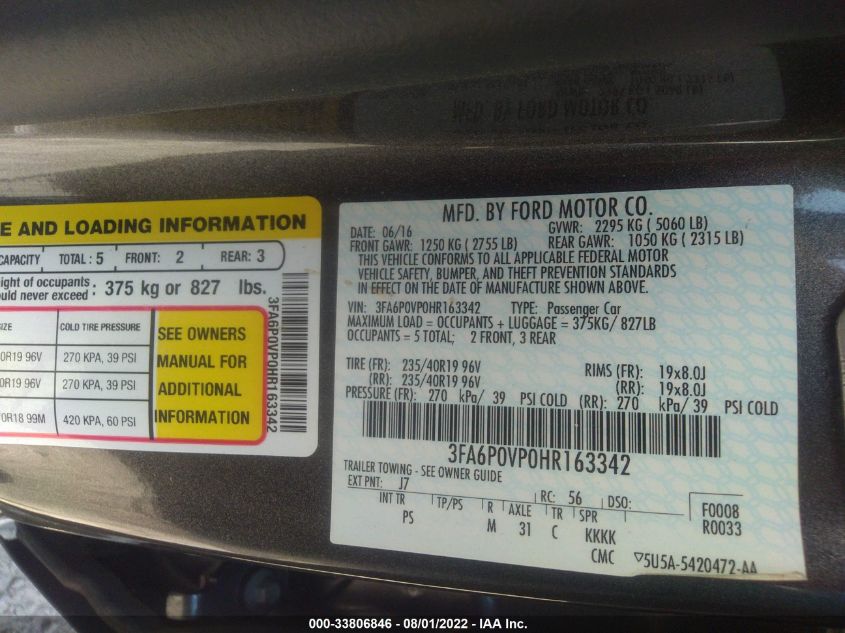 MFD. BY FORD MOTOR CO.
E AND LOADING INFORMATION
CAPACITY TOTAL: 5 FRONT: 2 REAR: 3
ight of occupants
ould never exceed: 375 kg or 827 lbs.
IZE COLD TIRE PRESSURE
0R19 96V 270 KPA, 39 PSI
0R19 96V 270 KPA, 39 PSI
0R18 99M 420 KPA, 60 PSI
SEE OWNERS
MANUAL FOR
ADDITIONAL
INFORMATION
3FA6P0VP0HR163342
MFD. BY FORD MOTOR CO.
DATE: 06/16 GVWR: 2295 KG ( 5060 LB)
FRONT GAWR: 1250 KG ( 2755 LB) REAR GAWR: 1050 KG ( 2315 LB)
THIS VEHICLE CONFORMS TO ALL APPLICABLE FEDERAL MOTOR
VEHICLE SAFETY, BUMPER, AND THEFT PREVENTION STANDARDS
IN EFFECT ON THE DATE OF MANUFACTURE SHOWN ABOVE.
VIN: 3FA6P0VP0HR163342 TYPE: Passenger Car
MAXIMUM LOAD = OCCUPANTS + LUGGAGE = 375KG/ 827LB
OCCUPANTS = 5 TOTAL; 2 FRONT, 3 REAR
TIRE (FR): 235/40R19 96V RIMS (FR): 19x8.0J
(RR): 235/40R19 96V (RR): 19x8.0J
PRESSURE (FR): 270 kPa/ 39 PSI COLD (RR): 270 kPa/ 39 PSI COLD
3FA6P0VP0HR163342
TRAILER TOWING - SEE OWNER GUIDE
EXT PNT: J7 RC: 56 DSO: F0008
INT TR TP/PS R AXLE TR SPR R0033
PS M 31 C KKKK
CMC ▽5U5A-5420472-AA
000-33806846 - 08/01/2022 - IAA Inc.